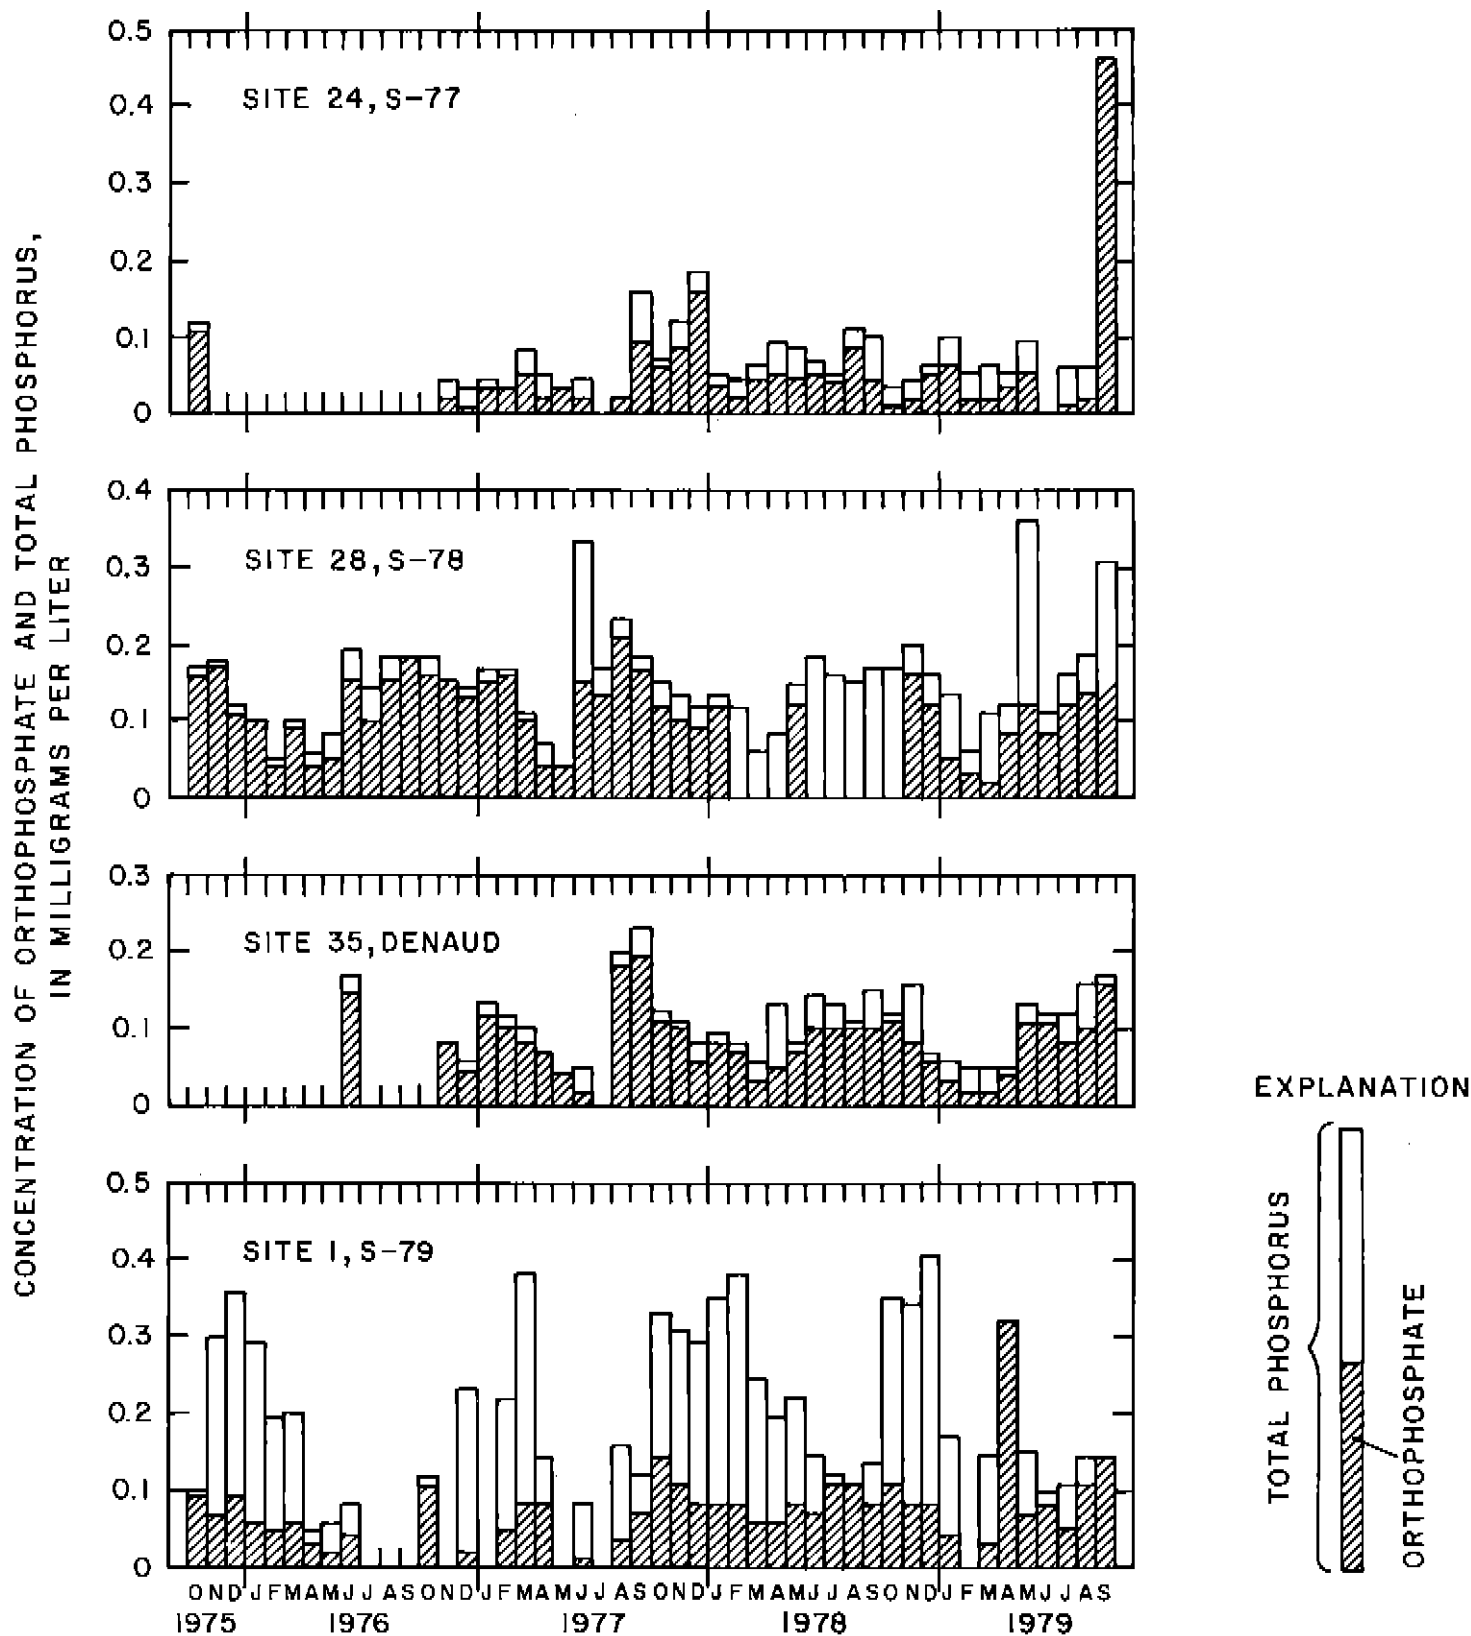 CONCENTRATION OF ORTHOPHOSPHATE AND TOTAL PHOSPHORUS,
IN MILLIGRAMS PER LITER
0.5
SITE 24, S-77
0.4
0.3
0.2
0.1
0
0.4
SITE 28, S-78
0.3
0.2
0.1
0
0.3
SITE 35, DENAUD
0.2
0.1
0
0.5
SITE 1, S-79
0.4
0.3
0.2
0.1
0
O N D J F M A M J J A S O N D J F M A M J J A S O N D J F M A M J J A S O N D J F M A M J J A S
1975 1976 1977 1978 1979
EXPLANATION
TOTAL PHOSPHORUS
ORTHOPHOSPHATE